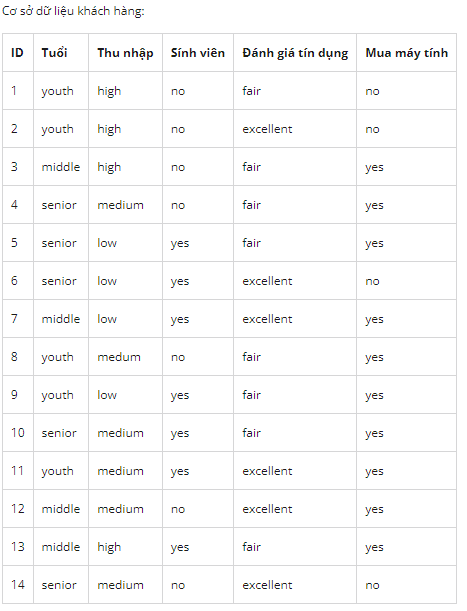 Cơ sở dữ liệu khách hàng:
ID Tuổi Thu nhập Sính viên Đánh giá tín dụng Mua máy tính
1 youth high no fair no
2 youth high no excellent no
3 middle high no fair yes
4 senior medium no fair yes
5 senior low yes fair yes
6 senior low yes excellent no
7 middle low yes excellent yes
8 youth medum no fair yes
9 youth low yes fair yes
10 senior medium yes fair yes
11 youth medium yes excellent yes
12 middle medium no excellent yes
13 middle high yes fair yes
14 senior medium no excellent no